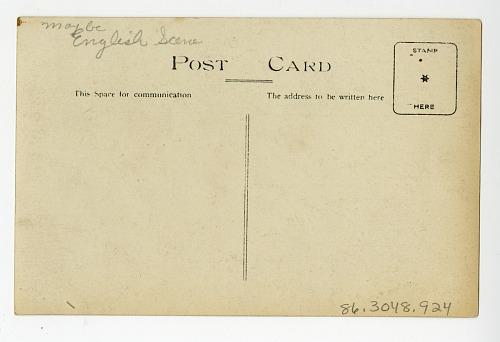 maybe
English Scene
POST CARD
This Space for communication
The address to be written here
STAMP
HERE
86.3048.924